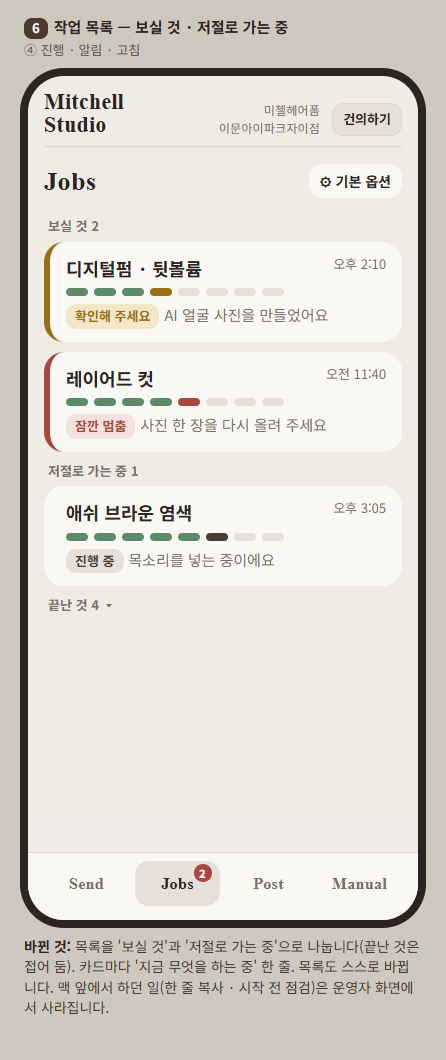 6 작업 목록 — 보실 것 · 저절로 가는 중
④ 진행 · 알림 · 고침
Mitchell
Studio
미첼헤어폼
이문아이파크자이점
건의하기
Jobs
⚙ 기본 옵션
보실 것 2
디지털펌 · 뒷볼륨
오후 2:10
확인해 주세요 AI 얼굴 사진을 만들었어요
레이어드 컷
오전 11:40
잠깐 멈춤 사진 한 장을 다시 올려 주세요
저절로 가는 중 1
애쉬 브라운 염색
오후 3:05
진행 중 목소리를 넣는 중이에요
끝난 것 4 ▾
Send
Jobs
2
Post
Manual
바뀐 것: 목록을 '보실 것'과 '저절로 가는 중'으로 나눕니다(끝난 것은
접어 둠). 카드마다 '지금 무엇을 하는 중' 한 줄. 목록도 스스로 바뀝
니다. 맥 앞에서 하던 일(한 줄 복사 · 시작 전 점검)은 운영자 화면에
서 사라집니다.